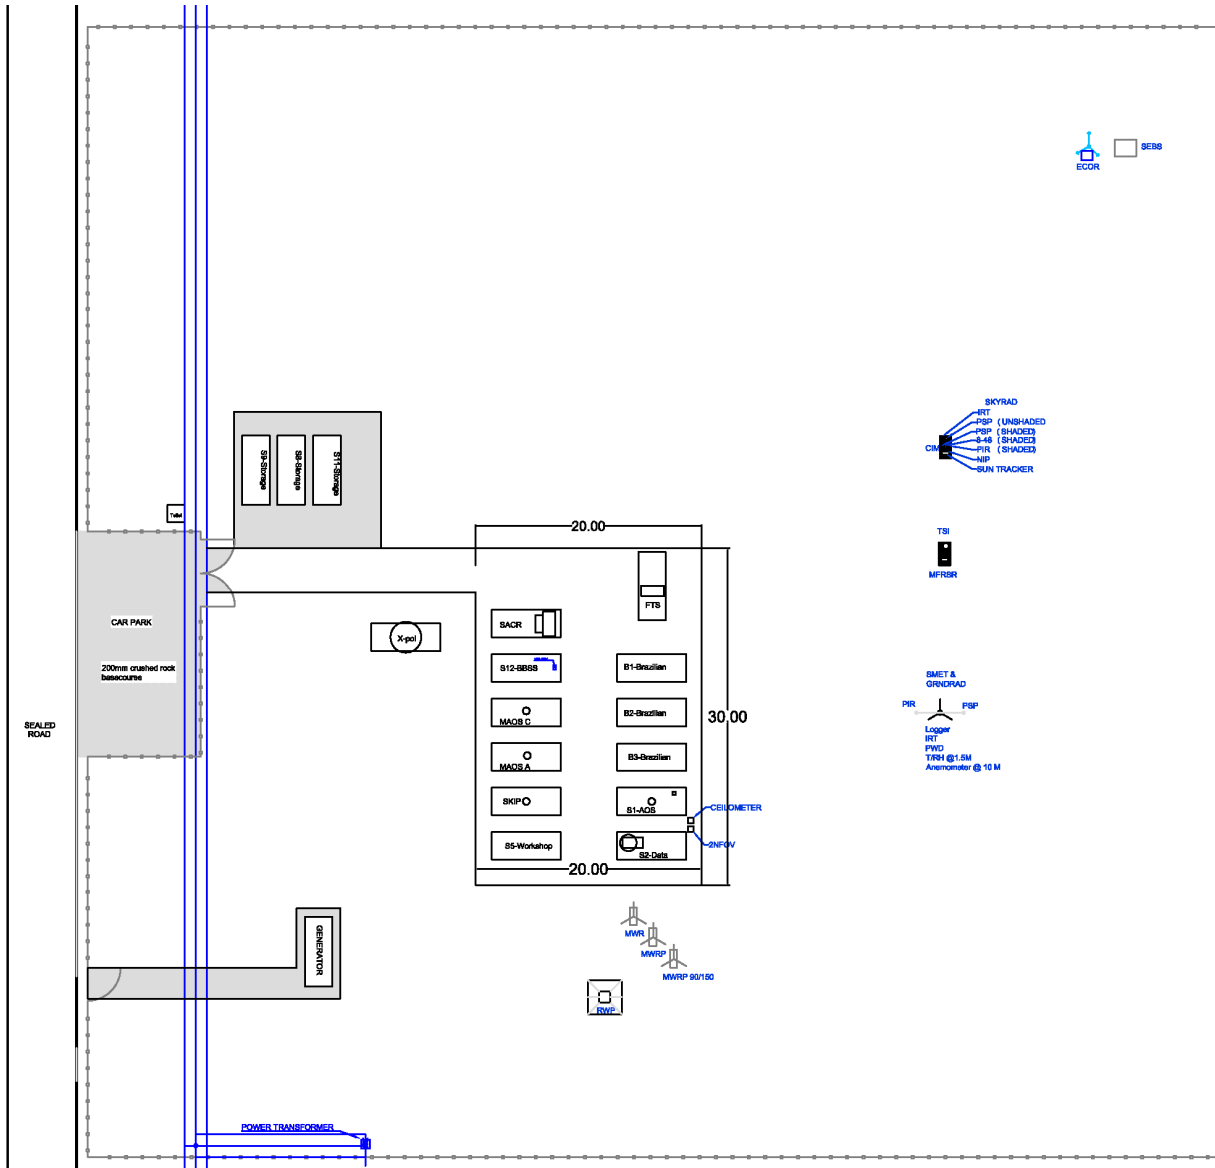 SEBS
ECOR
SKYRAD
IRT
PSP ( UNSHADED
PSP ( SHADED)
8-48 ( SHADED)
CIM
PIR ( SHADED)
NIP
SUN TRACKER
S9-Storage
S8-Storage
S11-Storage
Toilet
20.00
TSI
MFRSR
FTS
CAR PARK
SACR
X-pol
200mm crushed rock
basecourse
S12-BBSS
B1-Brazilian
SMET &
GRNDRAD
PIR
PSP
SEALED
ROAD
MAOS C
B2-Brazilian
30.00
Logger
IRT
PWD
T/RH @1.5M
Anemometer @ 10 M
MAOS A
B3-Brazilian
SKIP
S1-AOS
CEILOMETER
S5-Workshop
S2-Data
2NFOV
20.00
GENERATOR
MWR
MWRP
MWRP 90/150
RWP
POWER TRANSFORMER